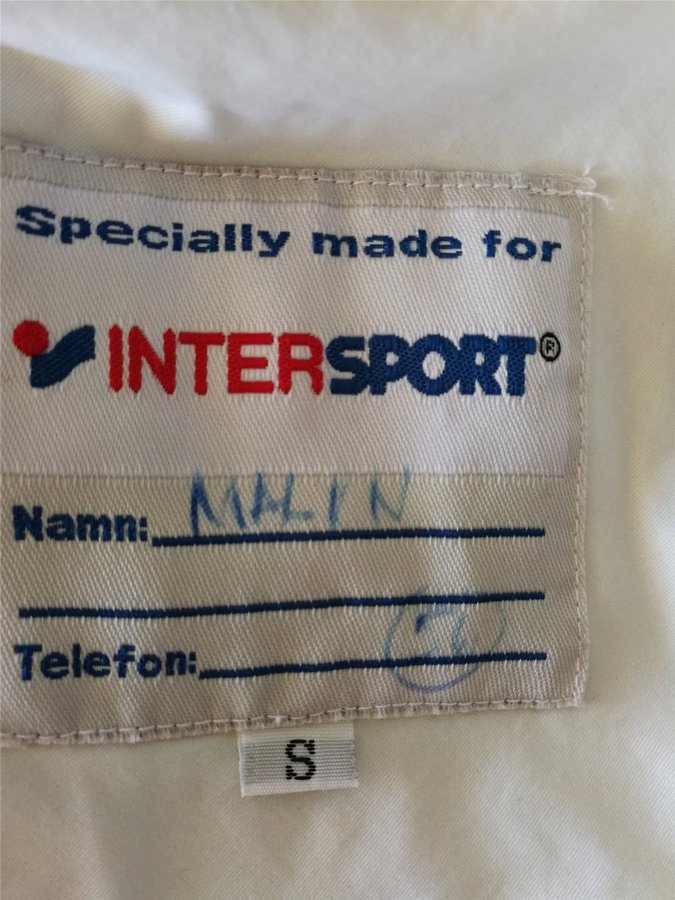 Specially made for
INTERSPORT®
Namn: MALIN
Telefon:
S